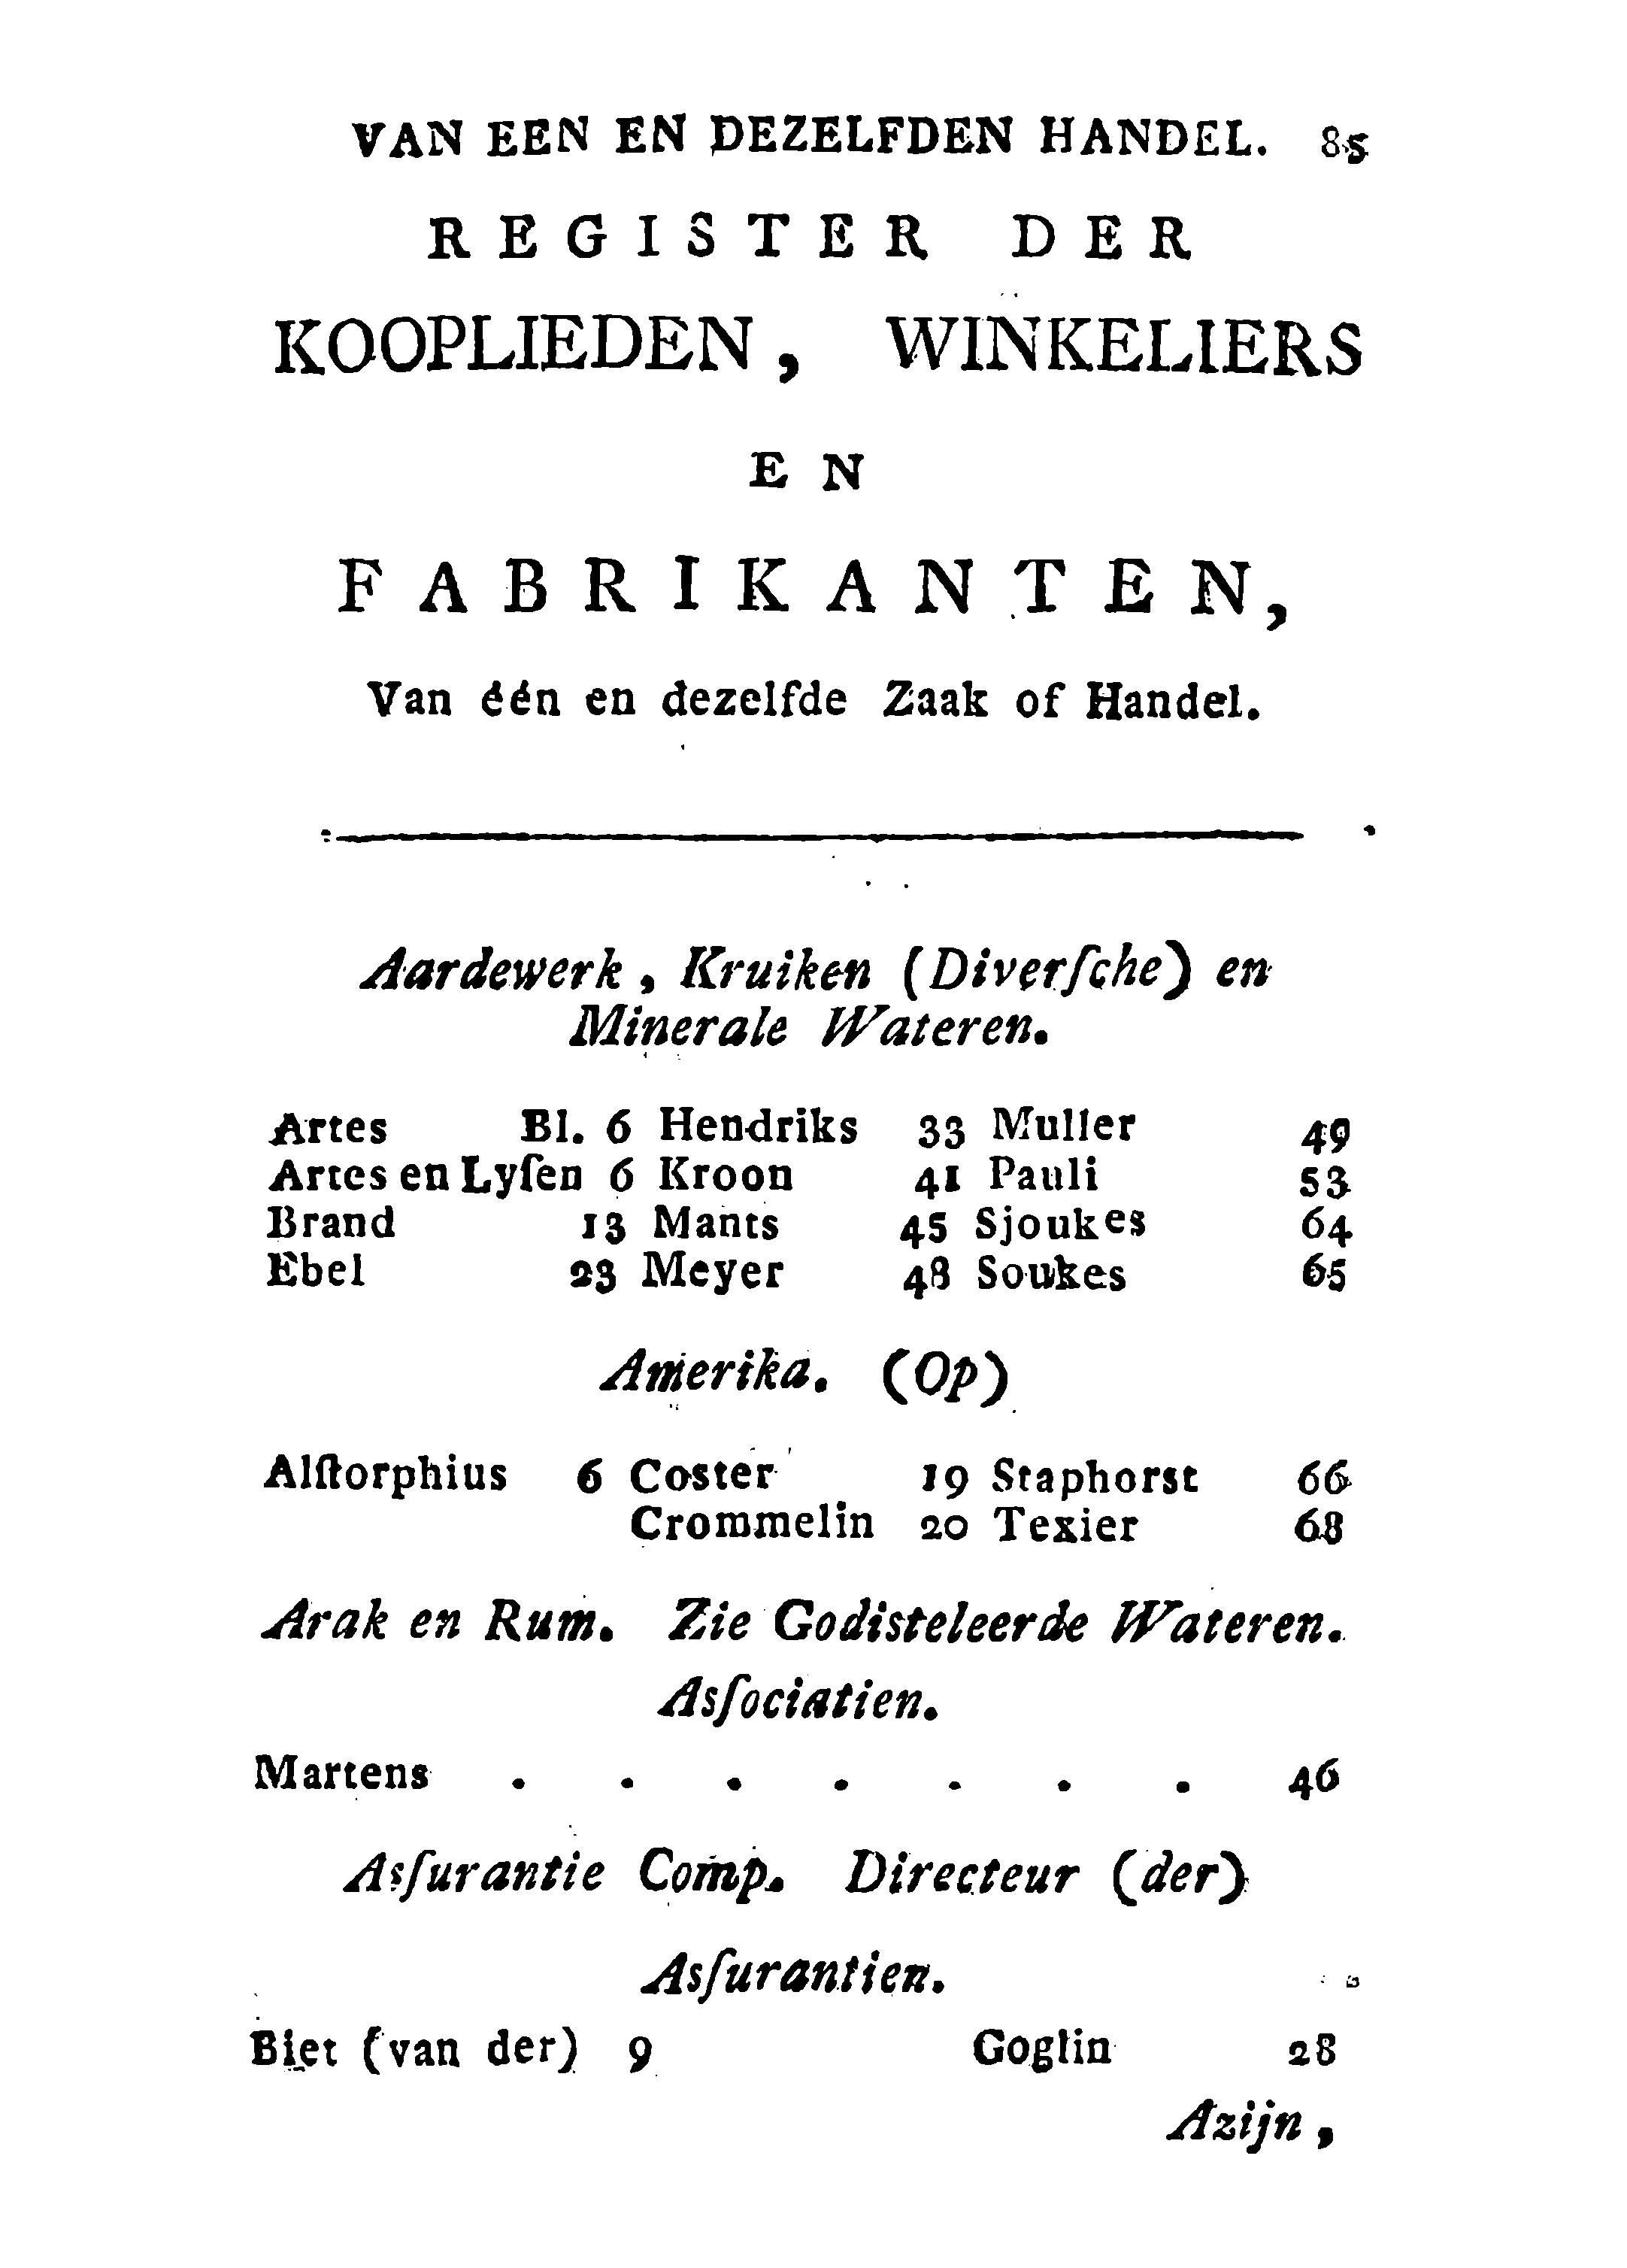 VAN EEN EN DEZELFDEN HANDEL. 85
REGISTER DER
KOOPLIEDEN, WINKELIERS
EN
FABRIKANTEN,
Van één en dezelfde Zaak of Handel.
Aardewerk, Kruiken (Diverſche) en
Minerale Wateren.
Artes Bl. 6 Hendriks 33 Muller 49
Artes en Lyſen 6 Kroon 41 Pauli 53
Brand 13 Mants 45 Sjoukes 64
Ebel 23 Meyer 48 Soukes 65
Amerika. (Op)
Alſtorphius 6 Coster 19 Staphorst 66
Crommelin 20 Texier 68
Arak en Rum. Zie Godisteleerde Wateren.
Asſociatien.
Martens . . . . . . . 46
Asſurantie Comp. Directeur (der)
Asſurantien.
Biet (van der) 9 Goglin 28
Azijn,